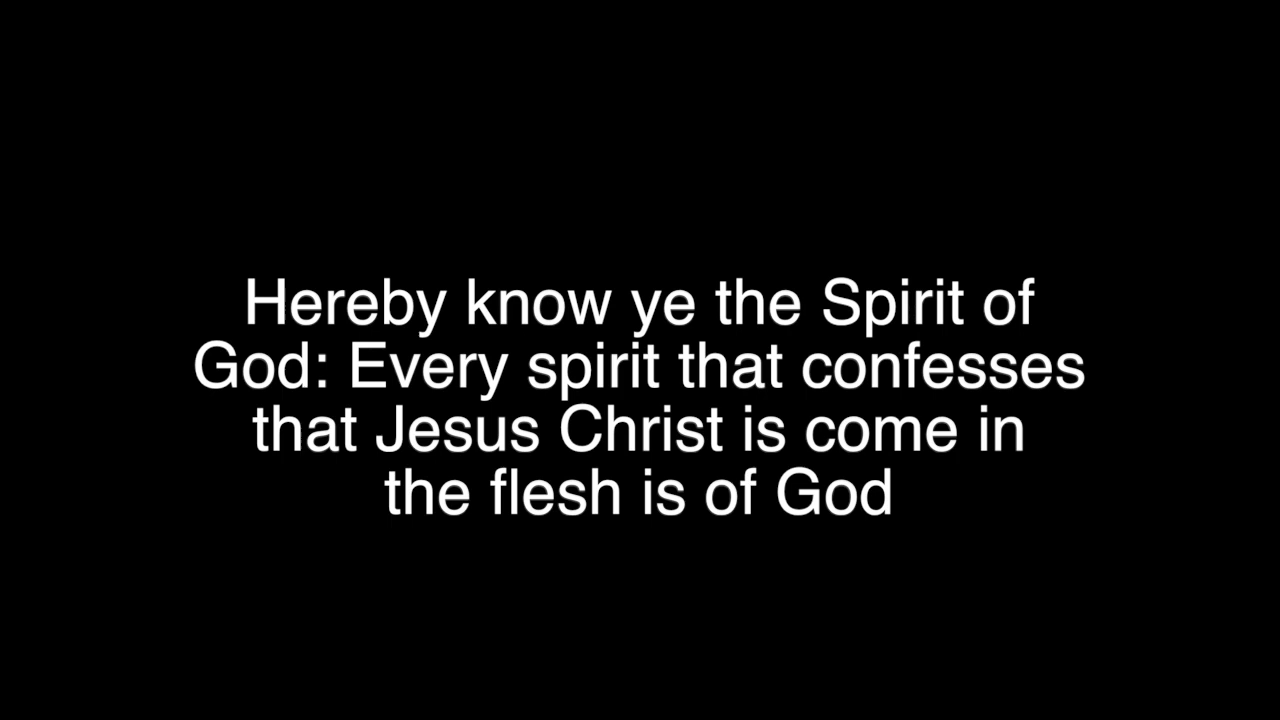 Hereby know ye the Spirit of
God: Every spirit that confesses
that Jesus Christ is come in
the flesh is of God